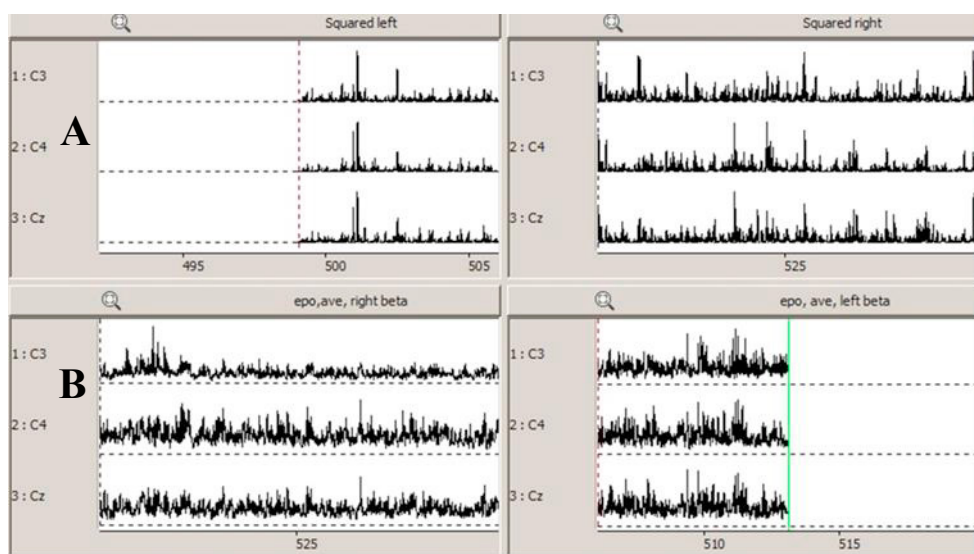 Squared left
Squared right
A
1 : C3
2 : C4
3 : Cz
495
500
505
1 : C3
2 : C4
3 : Cz
525
epo,ave, right beta
epo, ave, left beta
B
1 : C3
2 : C4
3 : Cz
525
1 : C3
2 : C4
3 : Cz
510
515